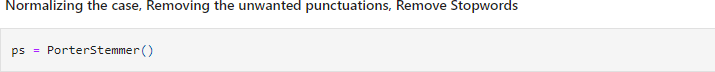 Normalizing the case, Removing the unwanted punctuations, Remove Stopwords
ps = PorterStemmer()